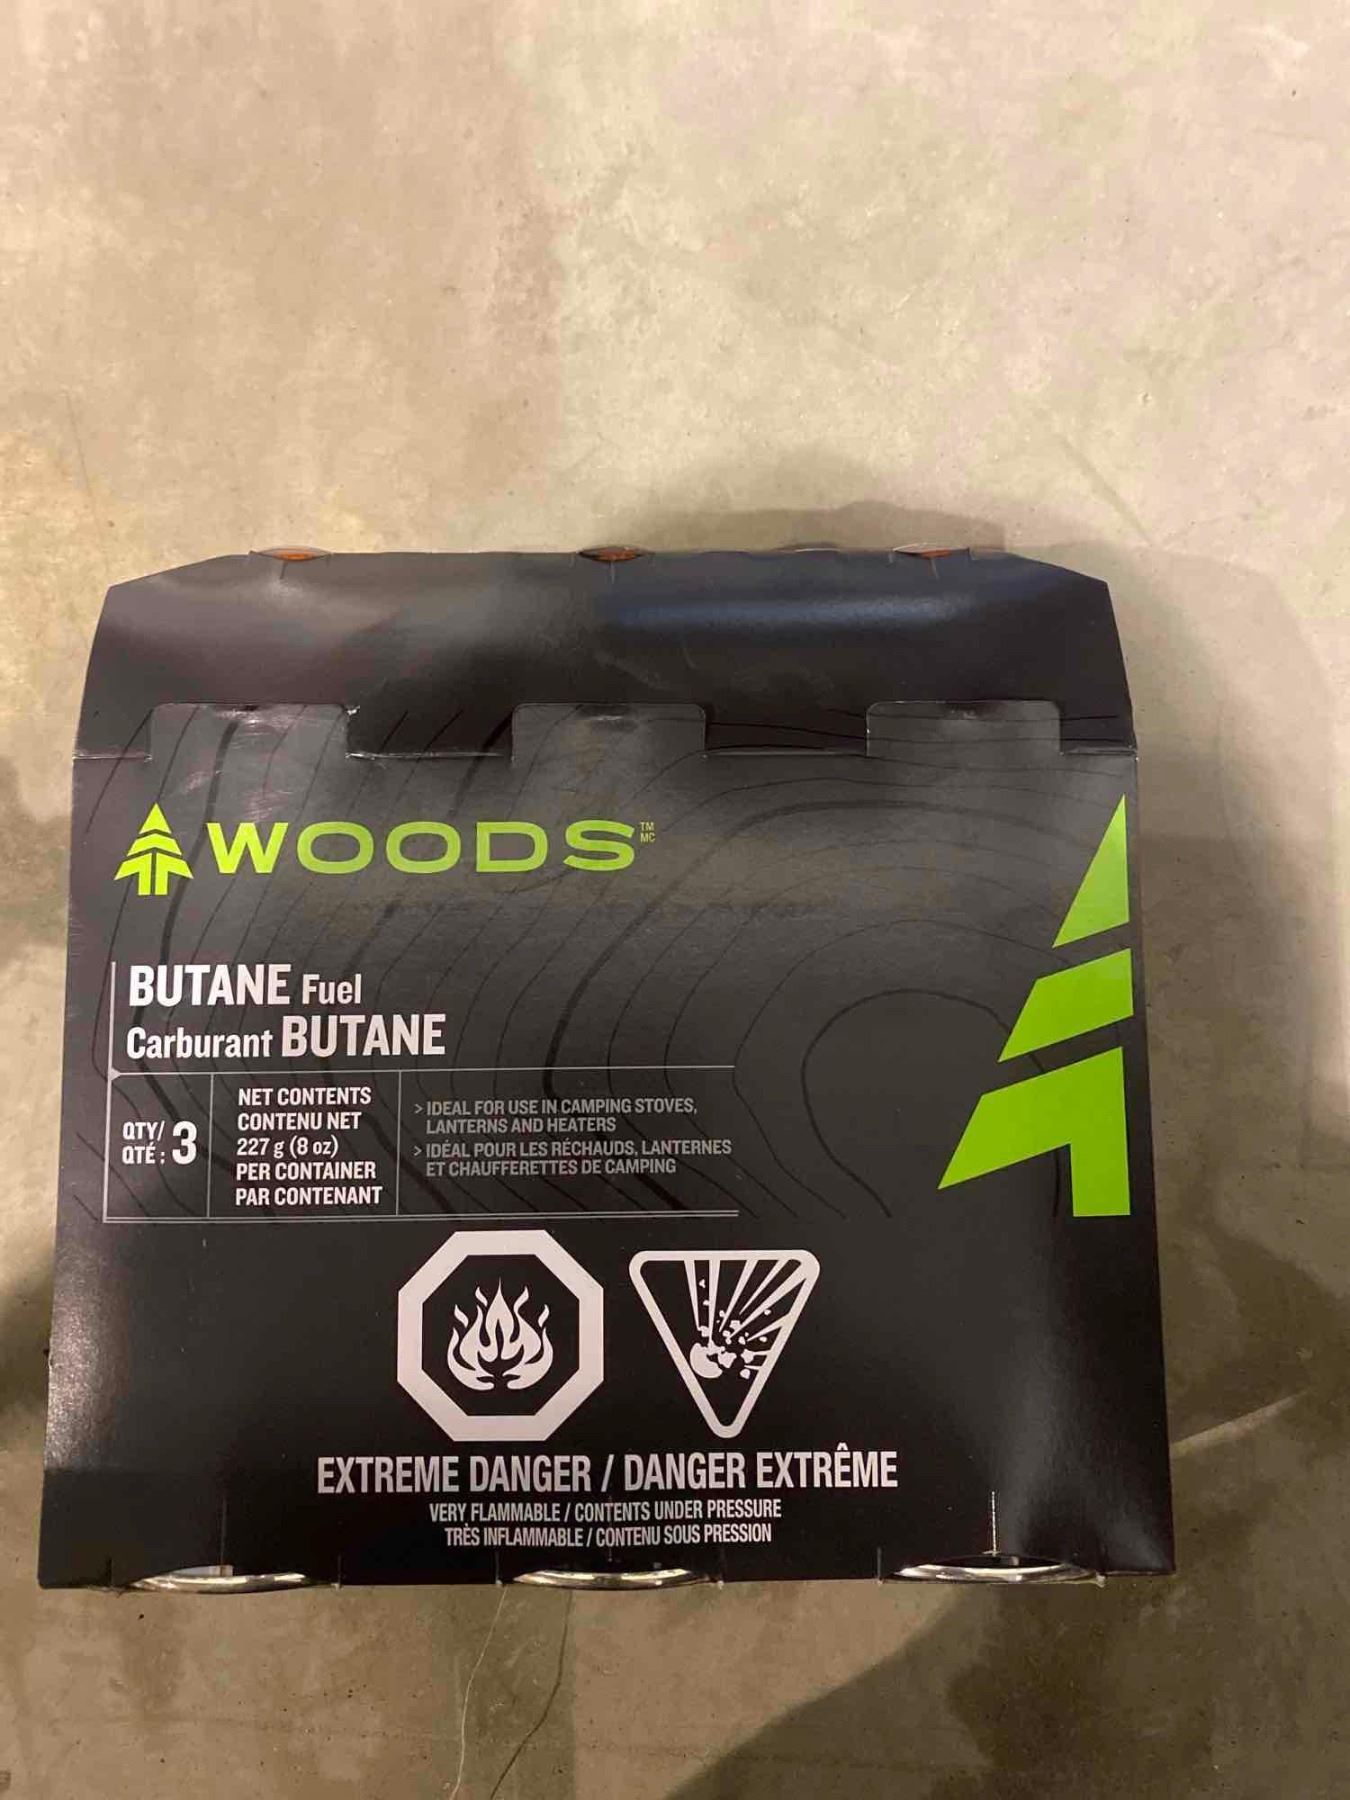 WOODS™ MC
BUTANE Fuel
Carburant BUTANE
QTY/
QTÉ : 3
NET CONTENTS
CONTENU NET
227 g (8 oz)
PER CONTAINER
PAR CONTENANT
> IDEAL FOR USE IN CAMPING STOVES,
LANTERNS AND HEATERS
> IDÉAL POUR LES RÉCHAUDS, LANTERNES
ET CHAUFFERETTES DE CAMPING
EXTREME DANGER / DANGER EXTRÊME
VERY FLAMMABLE / CONTENTS UNDER PRESSURE
TRÈS INFLAMMABLE / CONTENU SOUS PRESSION